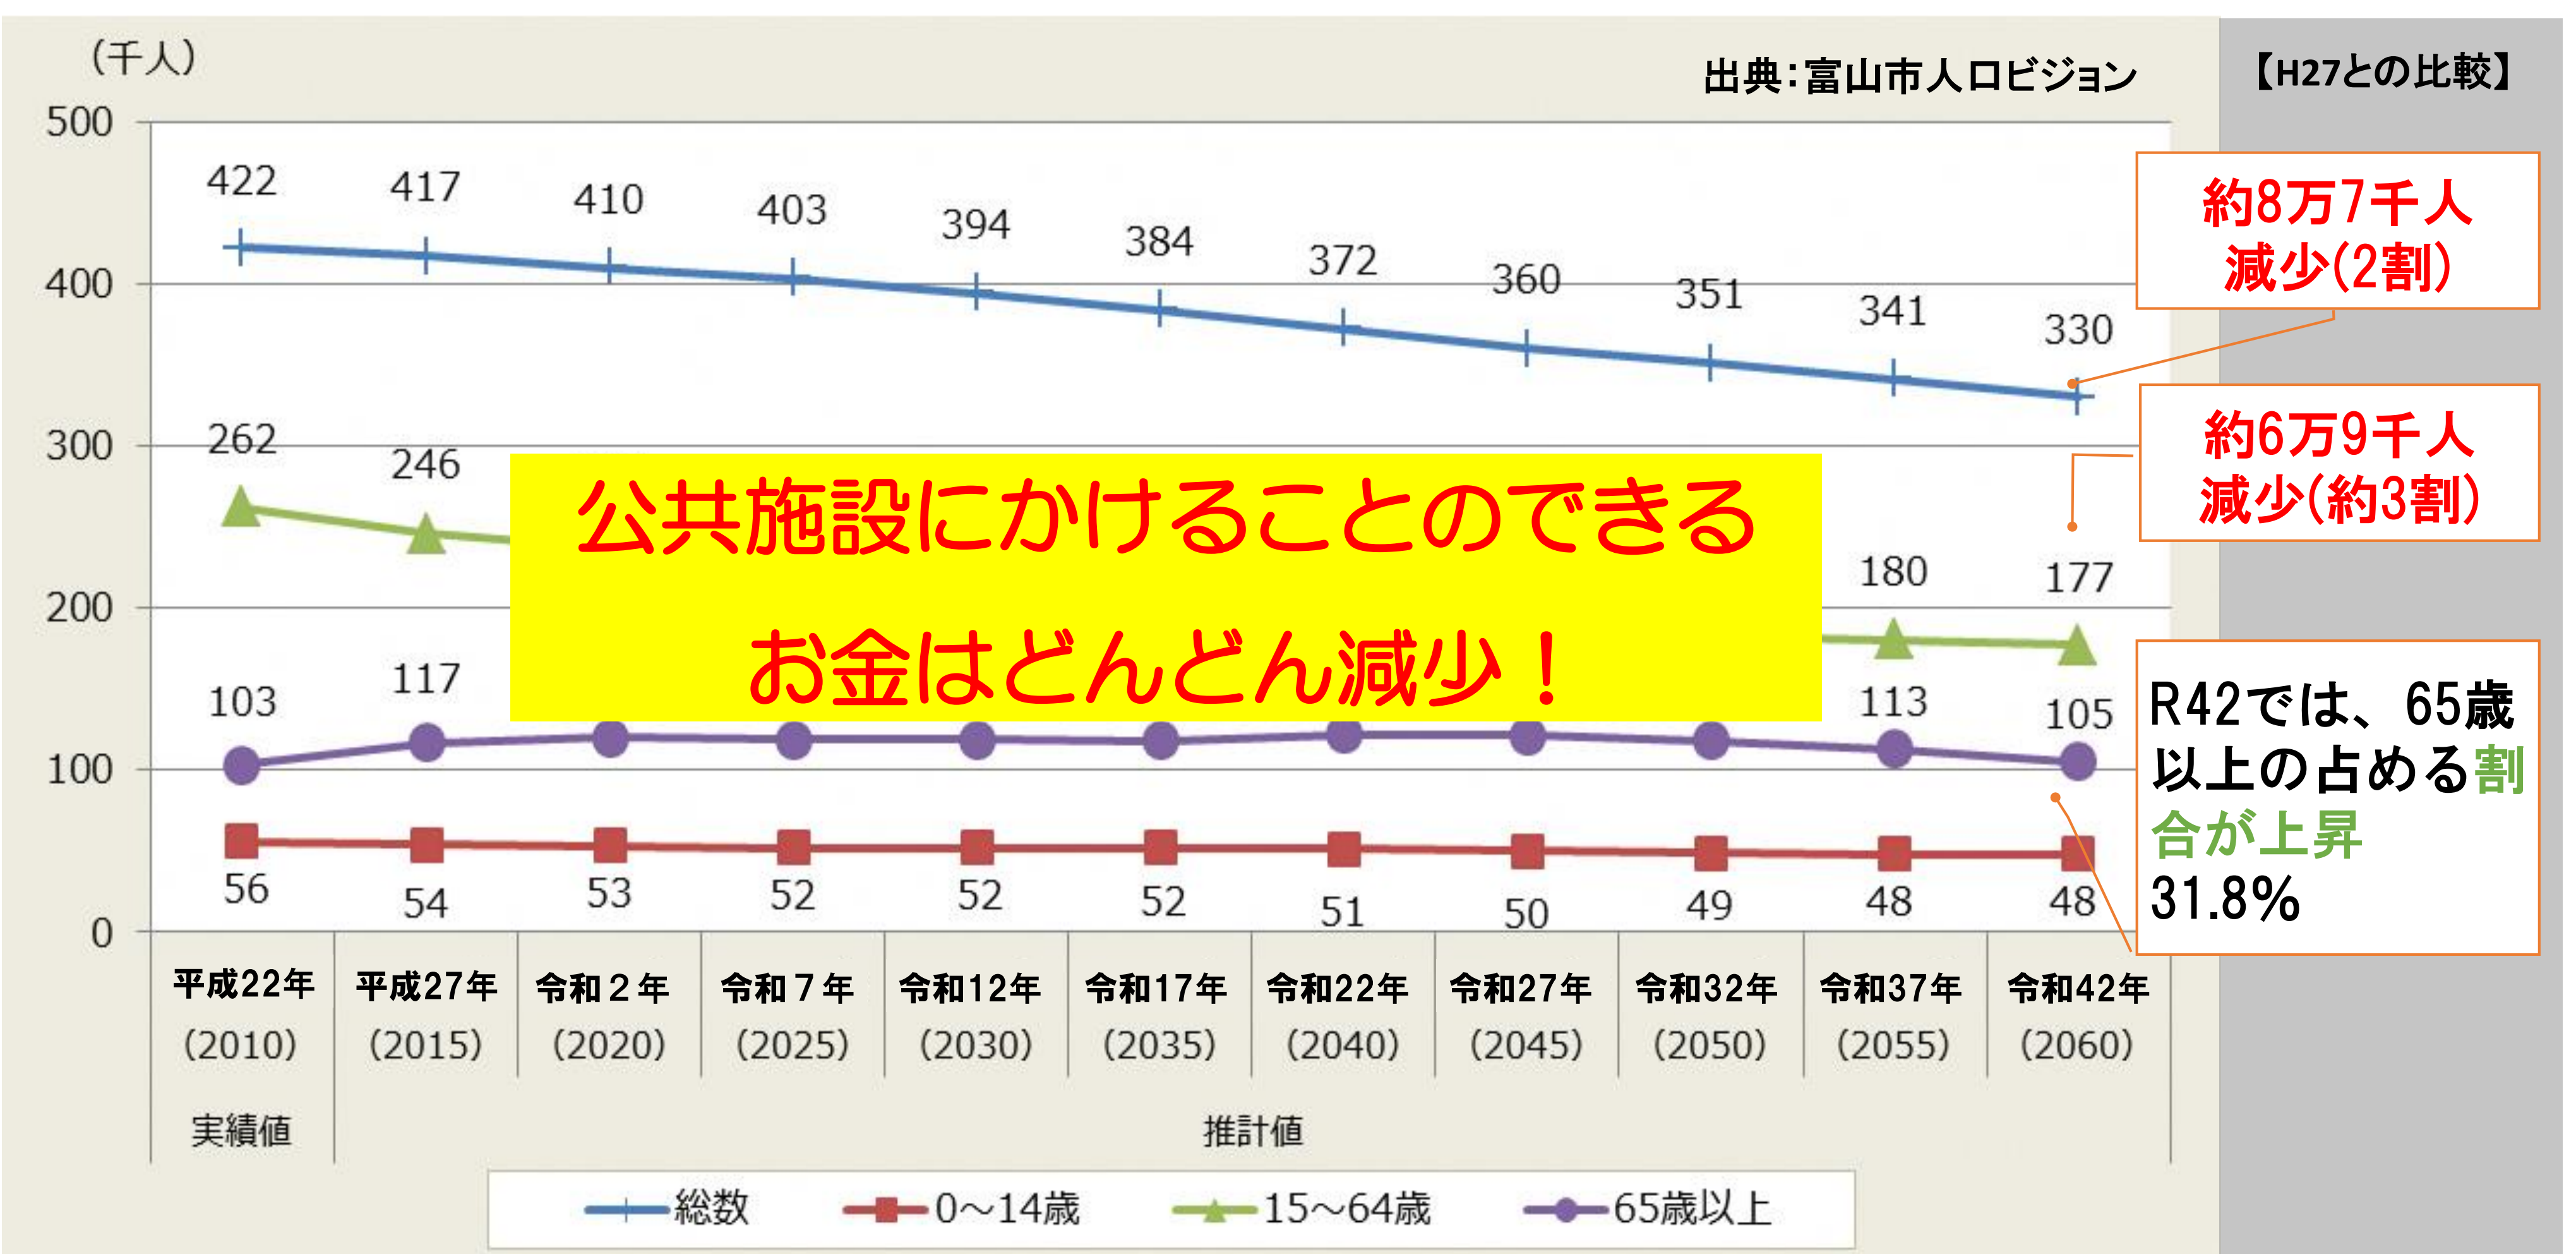 （千人）
出典：富山市人口ビジョン
【H27との比較】
500
400
300
200
100
0
422 417 410 403 394 384 372 360 351 341 330
262 246 180 177
103 117 113 105
56 54 53 52 52 52 51 50 49 48 48
公共施設にかけることのできる
お金はどんどん減少！
約8万7千人
減少(2割)
約6万9千人
減少(約3割)
R42では、65歳
以上の占める割
合が上昇
31.8%
平成22年 平成27年 令和２年 令和７年 令和12年 令和17年 令和22年 令和27年 令和32年 令和37年 令和42年
（2010） （2015） （2020） （2025） （2030） （2035） （2040） （2045） （2050） （2055） （2060）
実績値 推計値
総数 0～14歳 15～64歳 65歳以上